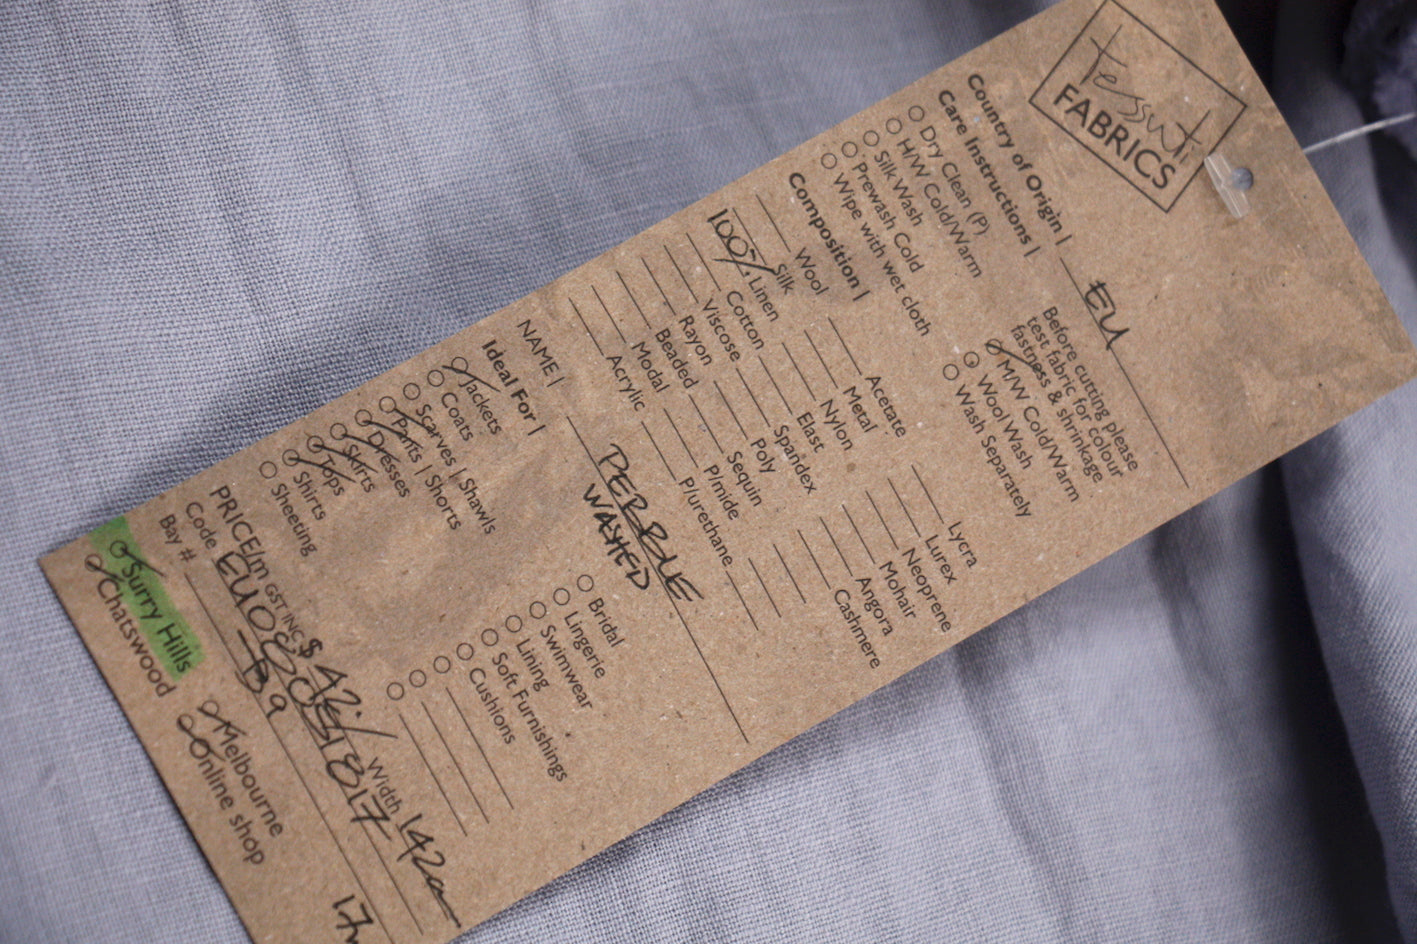 tessuti
FABRICS
Country of Origin | EU
Care Instructions |
Before cutting please
test fabric for colour
fastness & shrinkage
Dry Clean (P)
H/W Cold/Warm
Silk Wash
Prewash Cold
Wipe with wet cloth
M/W Cold/Warm
Wool Wash
Wash Separately
Composition |
Wool
Silk
100% Linen
Cotton
Viscose
Rayon
Beaded
Modal
Acrylic
Acetate
Metal
Nylon
Elast
Spandex
Poly
Sequin
P/mide
P/urethane
Lycra
Lurex
Neoprene
Mohair
Angora
Cashmere
NAME | PEBBLE
WASHED
Ideal For |
Jackets
Coats
Scarves | Shawls
Pants | Shorts
Dresses
Skirts
Tops
Shirts
Sheeting
Bridal
Lingerie
Swimwear
Lining
Soft Furnishings
Cushions
PRICE/m GST INC $ 42
Width 142cm
Code
Bay # D9
Surry Hills
Chatswood
Melbourne
Online shop